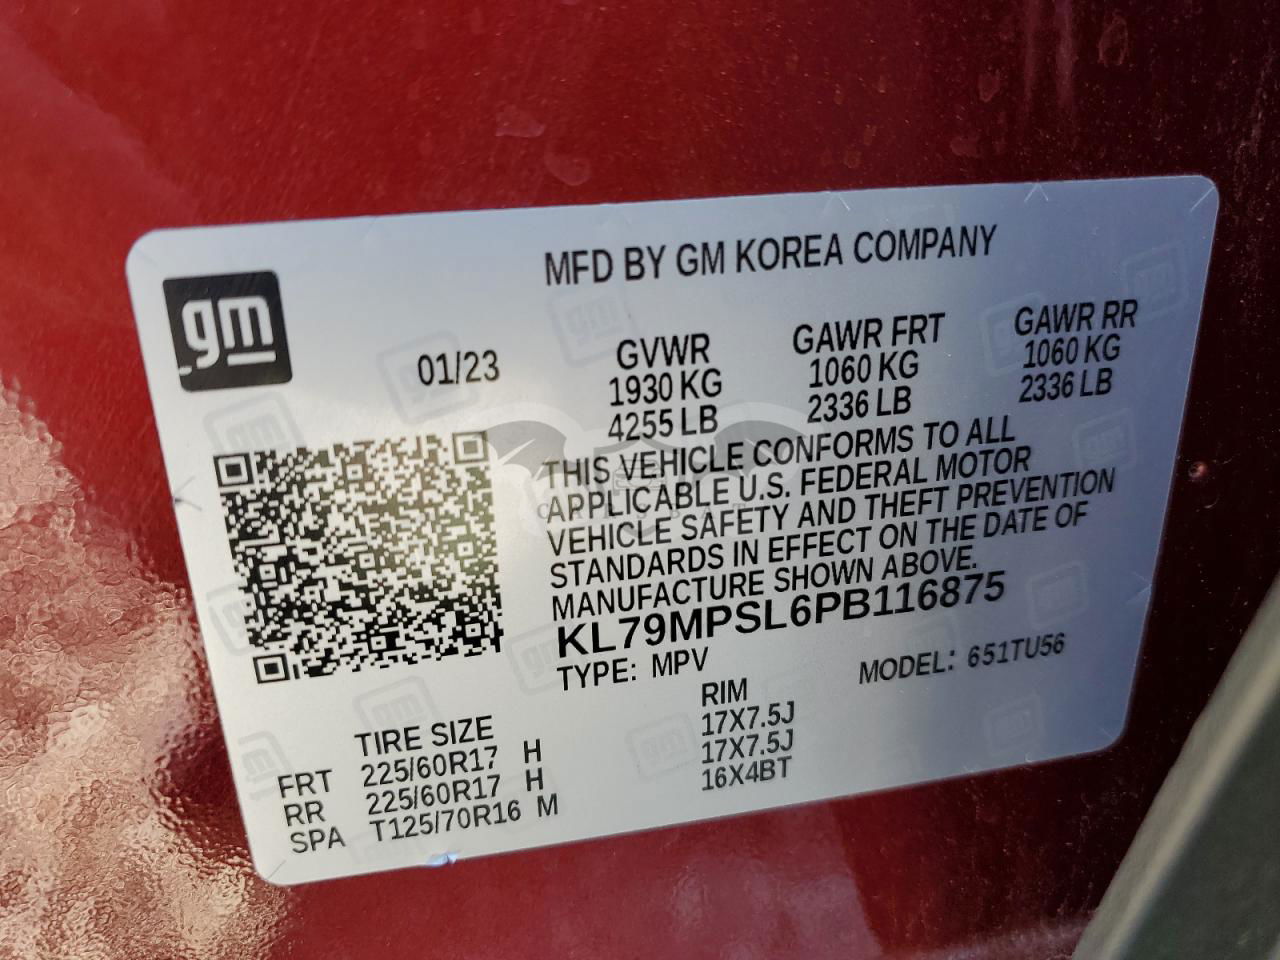 MFD BY GM KOREA COMPANY
gm
01/23
GVWR
1930 KG
4255 LB
GAWR FRT
1060 KG
2336 LB
GAWR RR
1060 KG
2336 LB
THIS VEHICLE CONFORMS TO ALL
APPLICABLE U.S. FEDERAL MOTOR
VEHICLE SAFETY AND THEFT PREVENTION
STANDARDS IN EFFECT ON THE DATE OF
MANUFACTURE SHOWN ABOVE.
KL79MPSL6PB116875
TYPE: MPV
MODEL: 651TU56
TIRE SIZE
RIM
FRT 225/60R17 H 17X7.5J
RR 225/60R17 H 17X7.5J
SPA T125/70R16 M 16X4BT